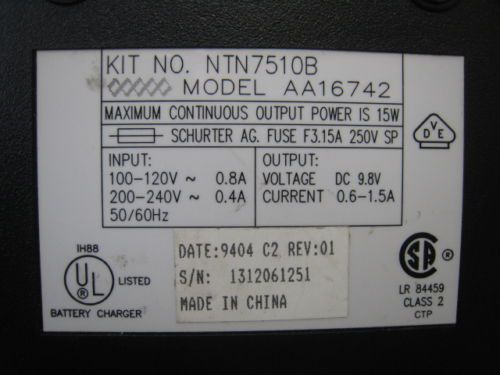 KIT NO. NTN7510B
MODEL AA16742
MAXIMUM CONTINUOUS OUTPUT POWER IS 15W
SCHURTER AG. FUSE F3.15A 250V SP
INPUT:
100-120V ~ 0.8A
200-240V ~ 0.4A
50/60Hz
OUTPUT:
VOLTAGE DC 9.8V
CURRENT 0.6-1.5A
DVE
IH88
UL ®
LISTED
BATTERY CHARGER
DATE:9404 C2 REV:01
S/N: 1312061251
MADE IN CHINA
SA ®
LR 84459
CLASS 2
CTP